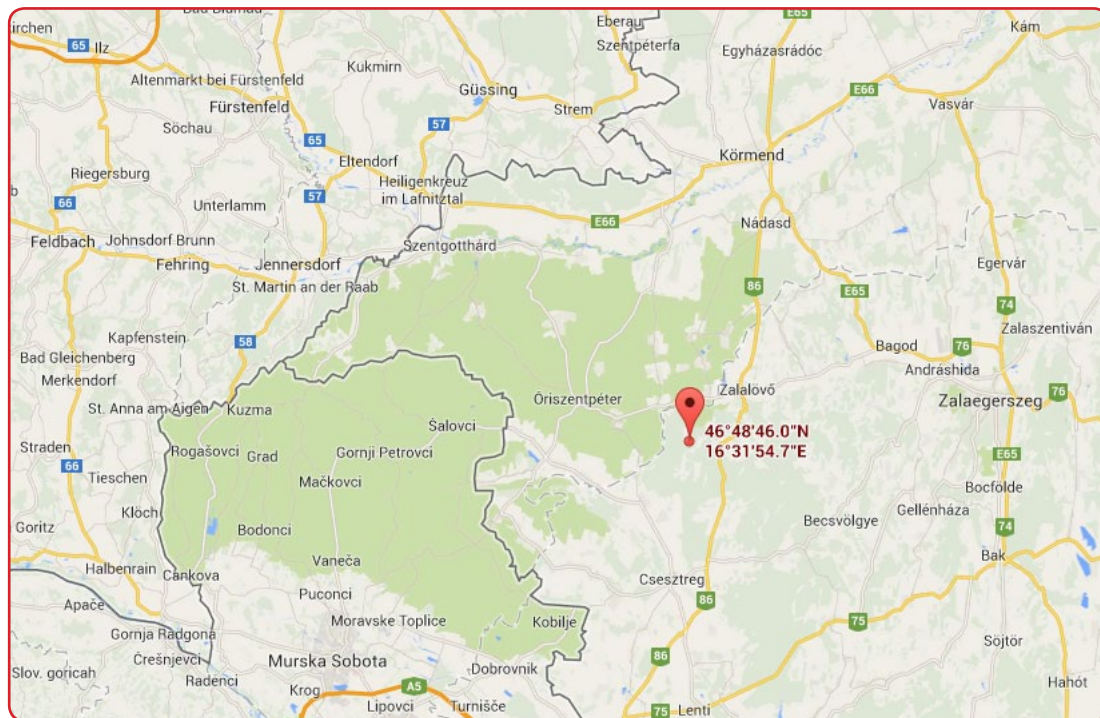 Bad Blumau
Eberau
E65
kirchen
Ilz
65
Szentpéterfa
Egyházasrádóc
Kám
Altenmarkt bei Fürstenfeld
Kukmirn
Güssing
Strem
E66
Vasvár
Fürstenfeld
Söchau
65
57
Eltendorf
Körmend
Riegersburg
66
Unterlamm
57
Heiligenkreuz
im Lafnitztal
E66
Nádasd
Feldbach
Johnsdorf Brunn
Fehring
Jennersdorf
Szentgotthárd
Egervár
St. Martin an der Raab
86
E65
74
Zalaszentiván
Kapfenstein
58
Bad Gleichenberg
Merkendorf
Bagod
76
Andráshida
76
St. Anna am Aigen
Kuzma
Őriszentpéter
Zalalövő
Zalaegerszeg
Straden
Rogašovci
Grad
Gornji Petrovci
Šalovci
46°48'46.0"N
16°31'54.7"E
66
Tieschen
Mačkovci
E65
Bocfölde
Klöch
Goritz
Bodonci
Becsvölgye
Gellénháza
74
Halbenrain
Cankova
Vaneča
Csesztreg
Bak
Apače
Puconci
86
Gornja Radgona
Moravske Toplice
Kobilje
75
Söjtör
Slov. goricah
Črešnjevci
Radenci
Murska Sobota
Dobrovnik
86
Krog
A5
Lipovci
Turnišče
75
Lenti
Hahót